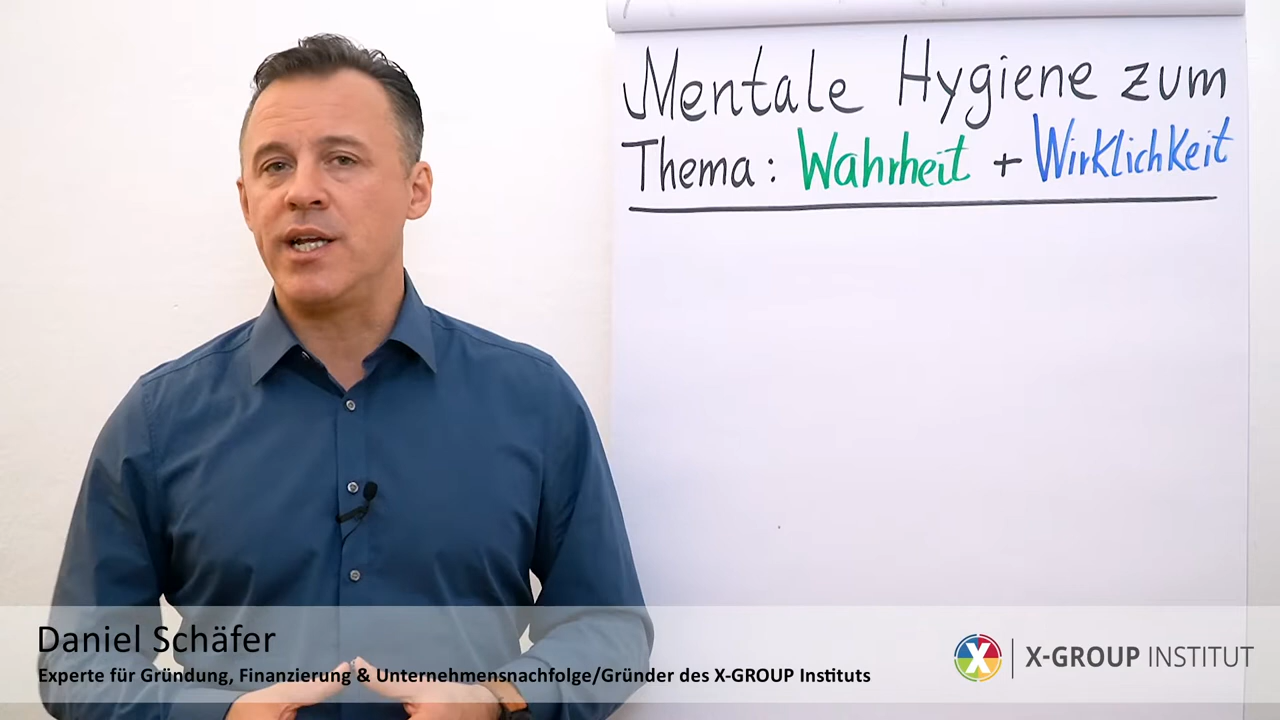 Mentale Hygiene zum
Thema: Wahrheit + Wirklichkeit
Daniel Schäfer
Experte für Gründung, Finanzierung & Unternehmensnachfolge/Gründer des X-GROUP Instituts
X | X-GROUP INSTITUT